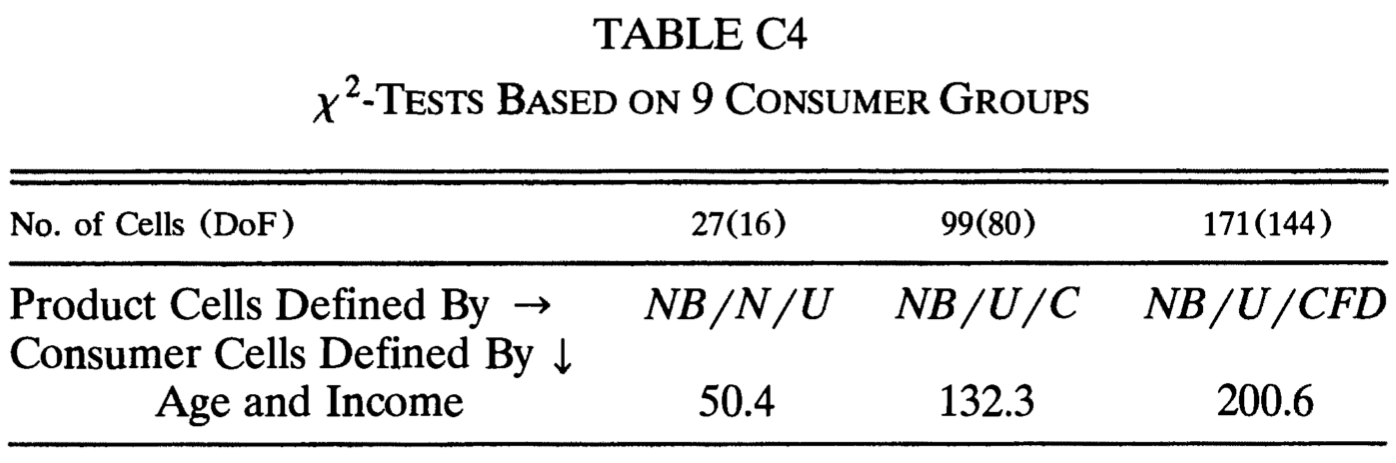 TABLE C4
χ²-TESTS BASED ON 9 CONSUMER GROUPS
No. of Cells (DoF) 27(16) 99(80) 171(144)
Product Cells Defined By → NB/N/U NB/U/C NB/U/CFD
Consumer Cells Defined By ↓
Age and Income 50.4 132.3 200.6